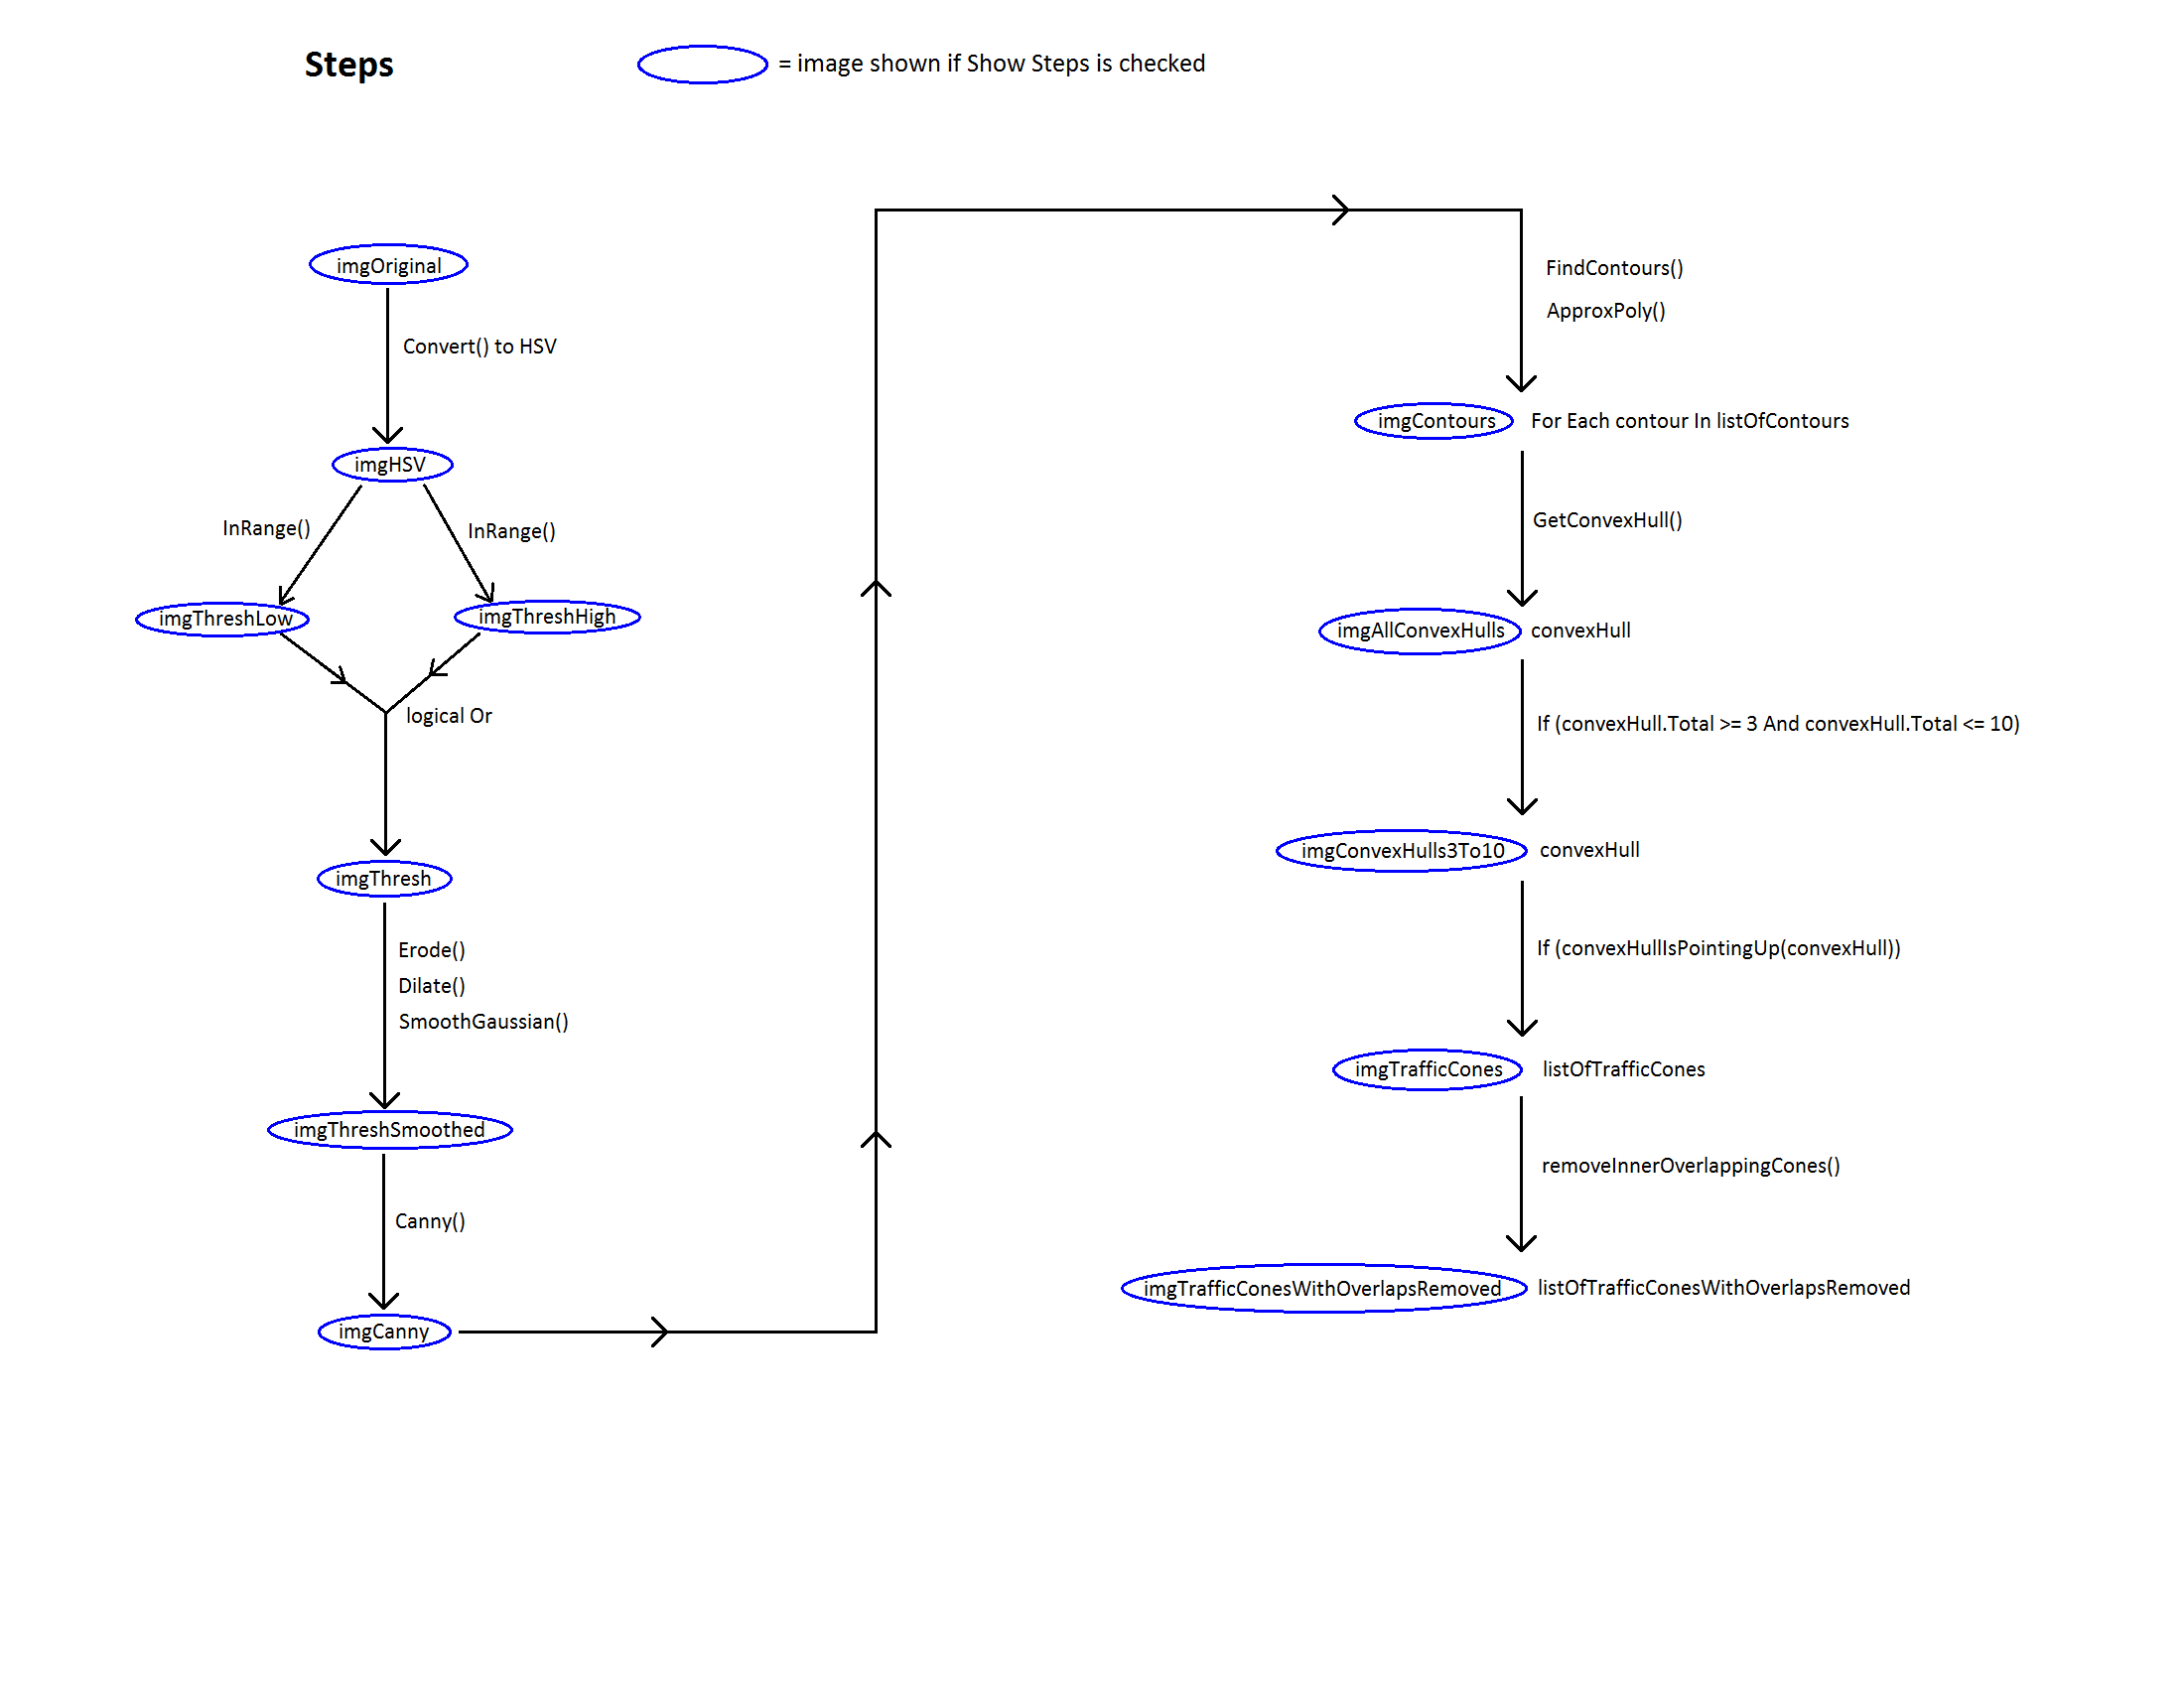 Steps
= image shown if Show Steps is checked
imgOriginal
Convert() to HSV
imgHSV
InRange()
InRange()
imgThreshLow
imgThreshHigh
logical Or
imgThresh
Erode()
Dilate()
SmoothGaussian()
imgThreshSmoothed
Canny()
imgCanny
FindContours()
ApproxPoly()
imgContours For Each contour In listOfContours
GetConvexHull()
imgAllConvexHulls convexHull
If (convexHull.Total >= 3 And convexHull.Total <= 10)
imgConvexHulls3To10 convexHull
If (convexHullIsPointingUp(convexHull))
imgTrafficCones listOfTrafficCones
removeInnerOverlappingCones()
imgTrafficConesWithOverlapsRemoved listOfTrafficConesWithOverlapsRemoved